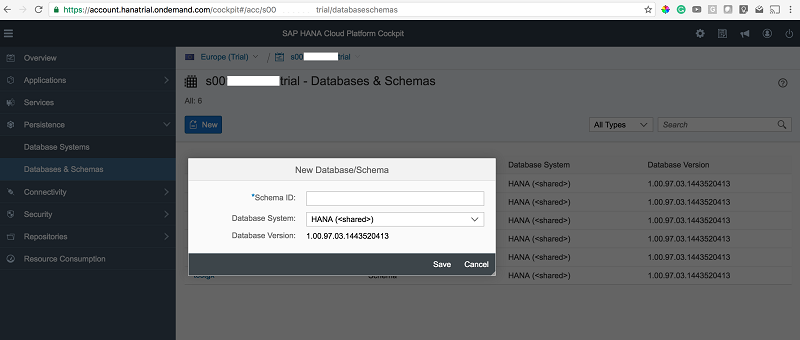 https://account.hanatrial.ondemand.com/cockpit#/acc/s00 trial/databaseschemas
SAP HANA Cloud Platform Cockpit
Overview
Applications
Services
Persistence
Database Systems
Databases & Schemas
Connectivity
Security
Repositories
Resource Consumption
Europe (Trial) / s00 trial
s00 trial - Databases & Schemas
All: 6
New
All Types
Search
Database System Database Version
HANA (<shared>) 1.00.97.03.1443520413
HANA (<shared>) 1.00.97.03.1443520413
HANA (<shared>) 1.00.97.03.1443520413
HANA (<shared>) 1.00.97.03.1443520413
HANA (<shared>) 1.00.97.03.1443520413
Schema HANA (<shared>) 1.00.97.03.1443520413
New Database/Schema
*Schema ID:
Database System: HANA (<shared>)
Database Version: 1.00.97.03.1443520413
Save Cancel